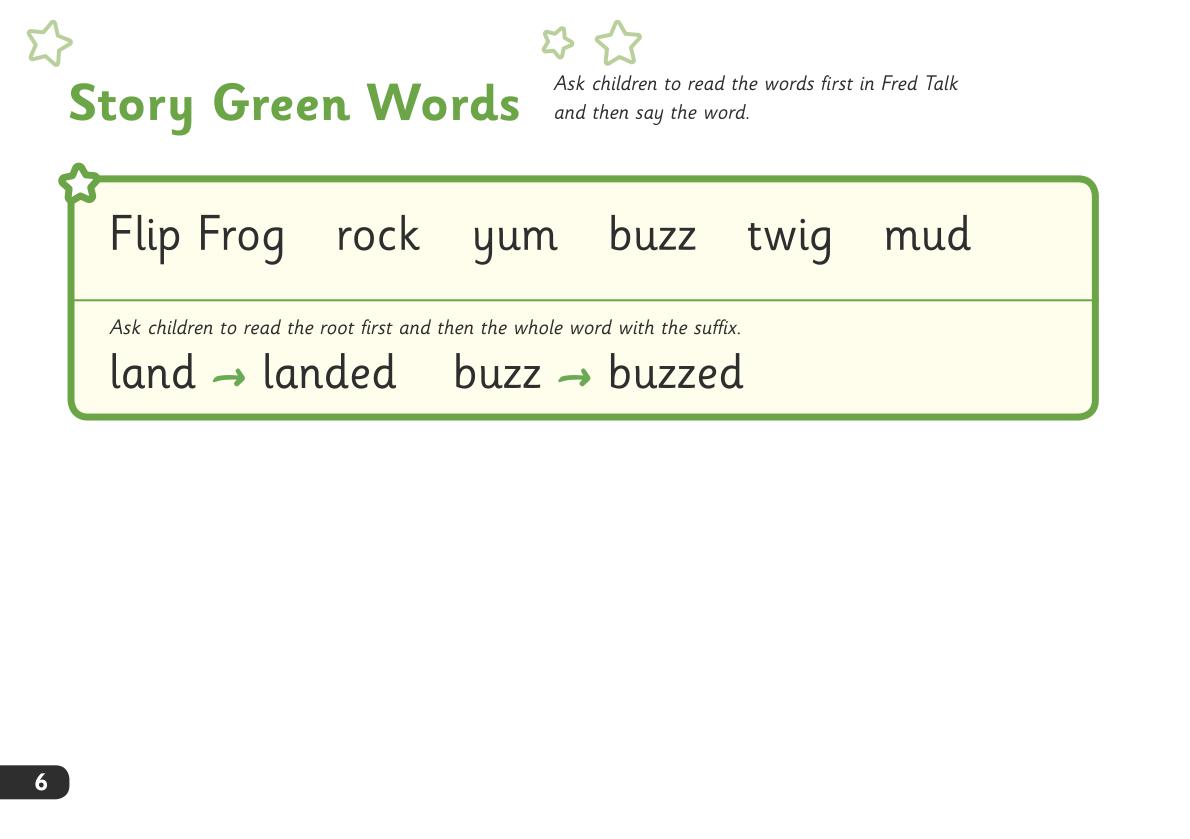 Story Green Words
Ask children to read the words first in Fred Talk
and then say the word.
Flip Frog rock yum buzz twig mud
Ask children to read the root first and then the whole word with the suffix.
land → landed buzz → buzzed
6